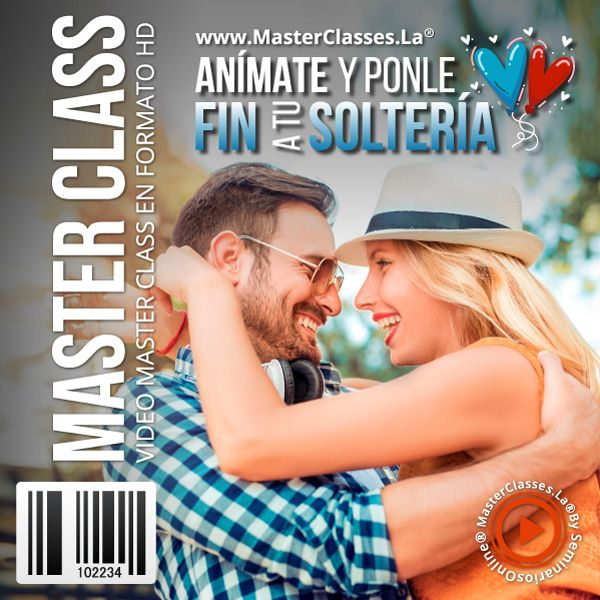 MASTER CLASS
VIDEO MASTER CLASS EN FORMATO HD
www.MasterClasses.La®
ANÍMATE Y PONLE
FIN A TU SOLTERÍA
102234
MasterClasses.La®By SeminariosOnline®